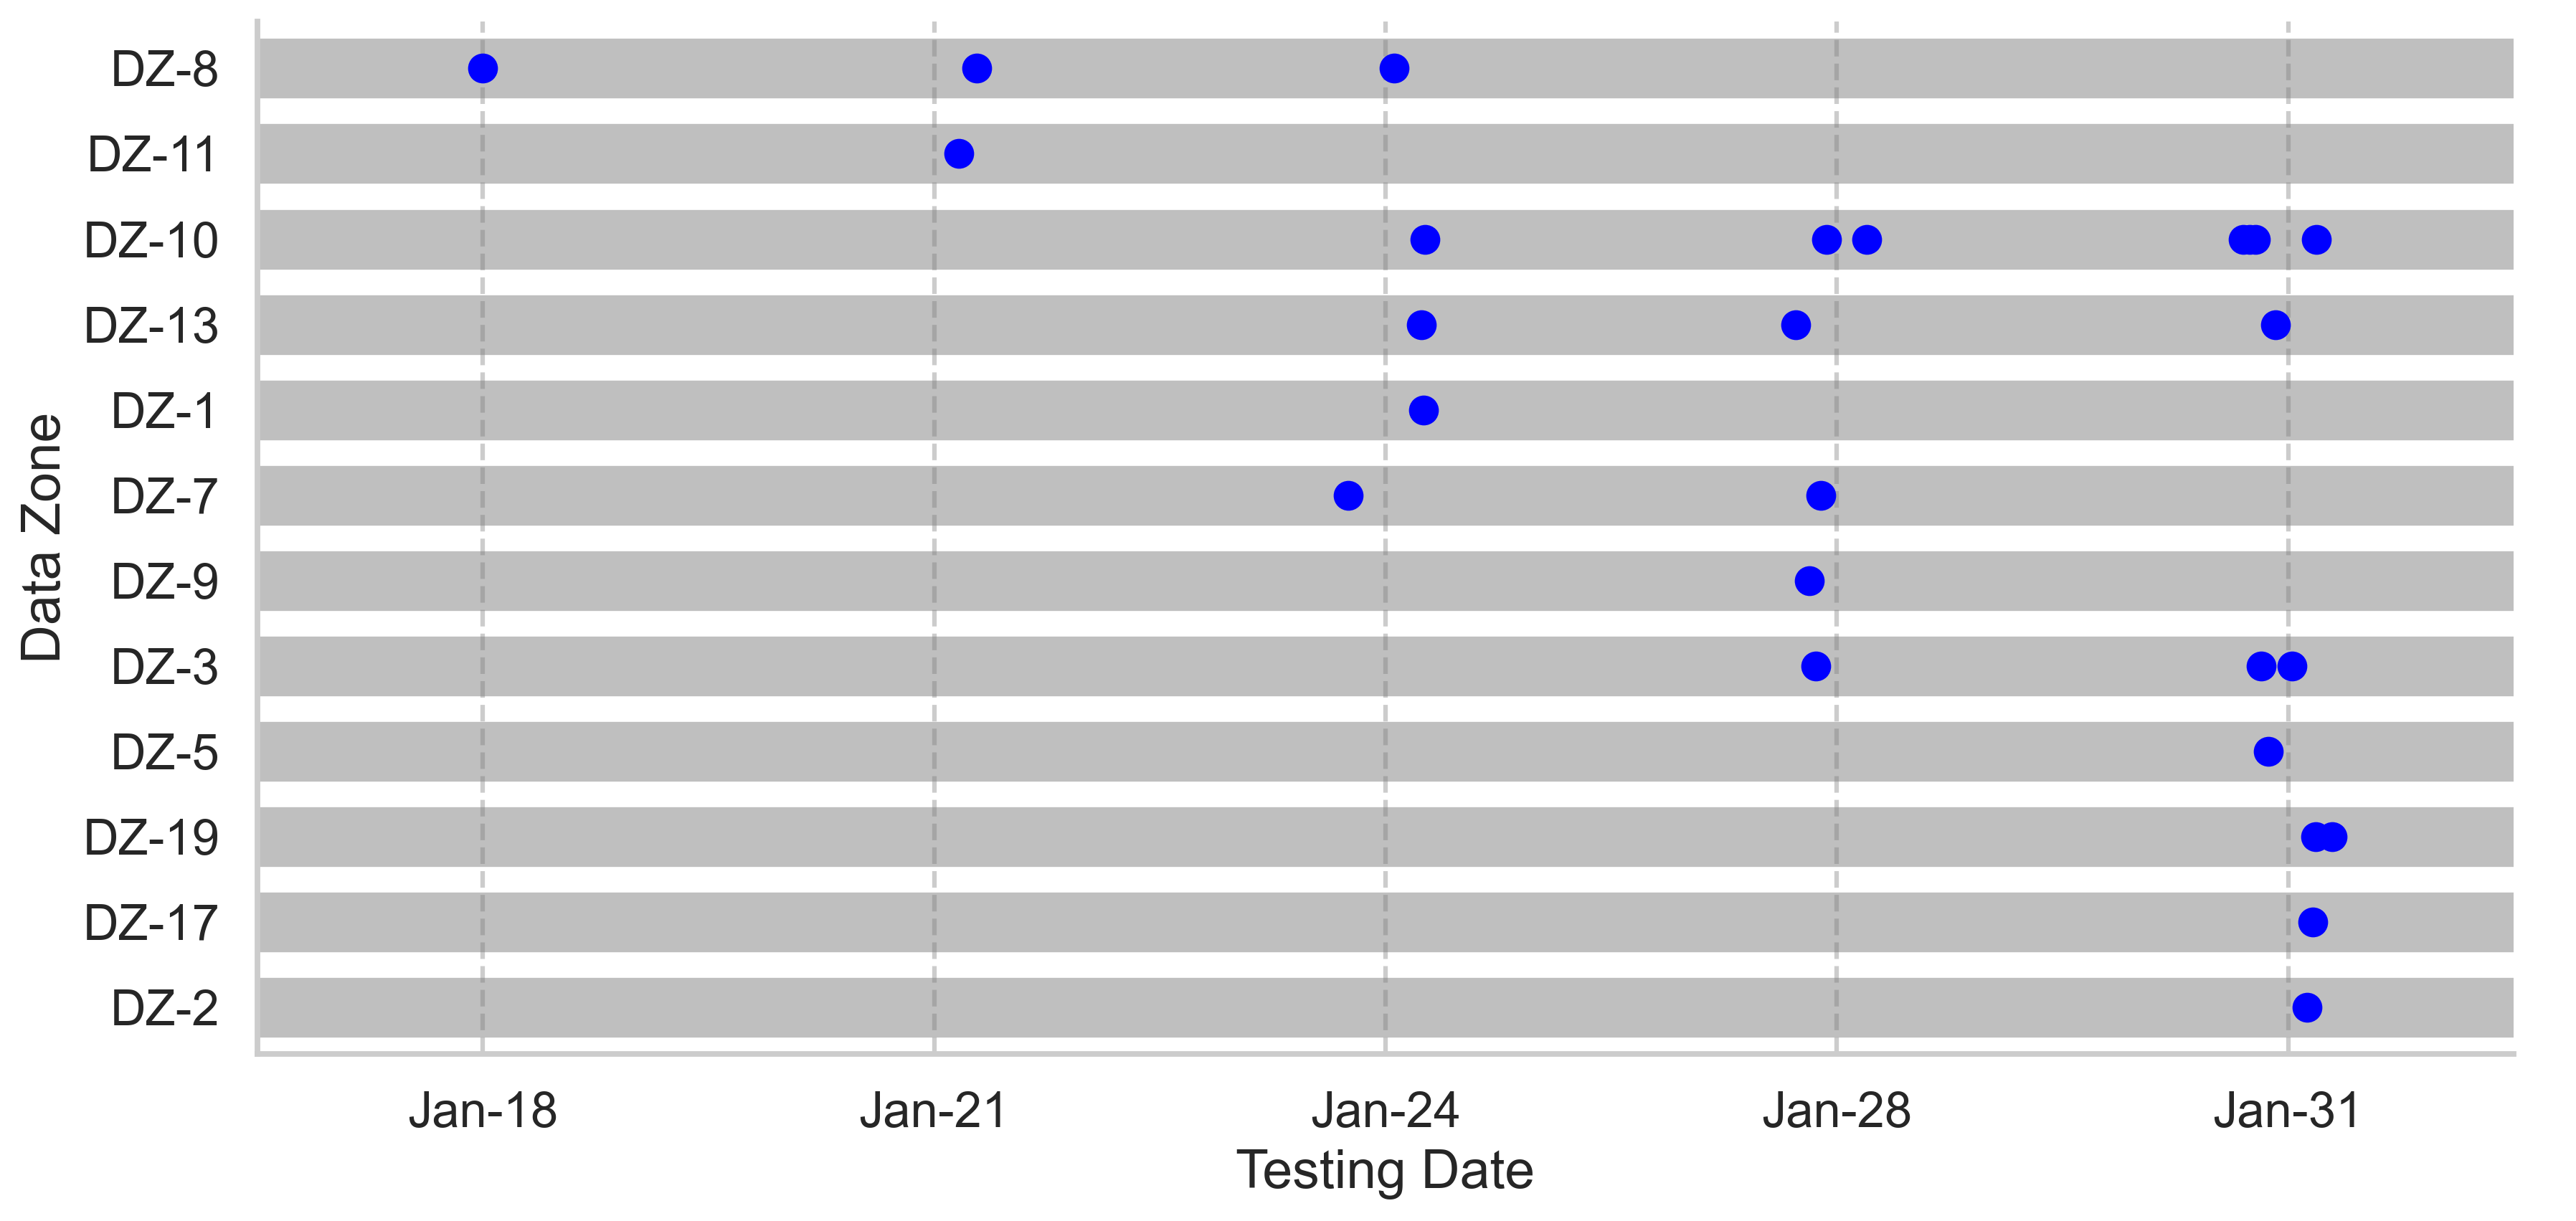 DZ-8
DZ-11
DZ-10
DZ-13
DZ-1
DZ-7
DZ-9
DZ-3
DZ-5
DZ-19
DZ-17
DZ-2
Data Zone
Jan-18 Jan-21 Jan-24 Jan-28 Jan-31
Testing Date